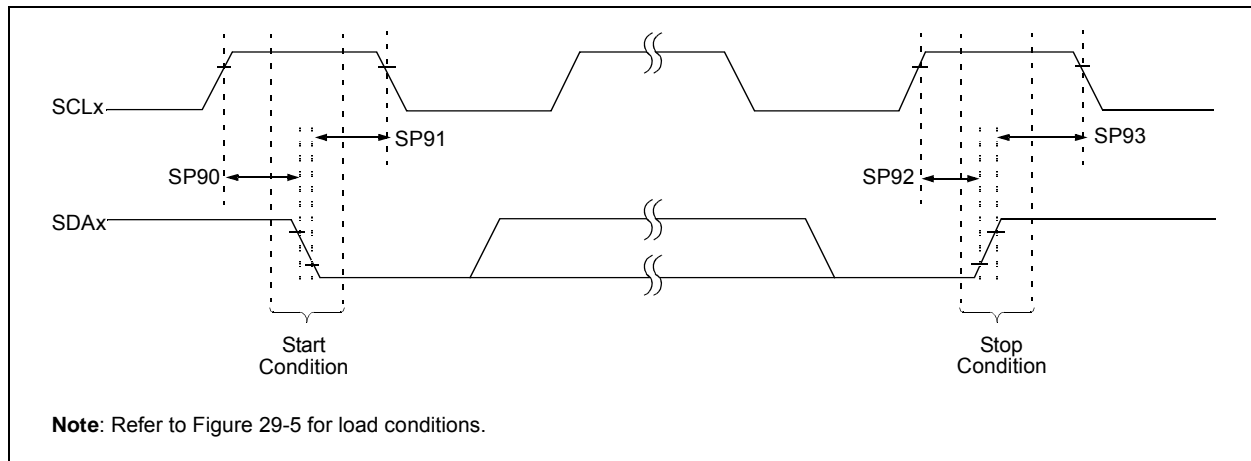 SCLx
SP91
SP93
SP90
SP92
SDAx
Start
Condition
Stop
Condition
Note: Refer to Figure 29-5 for load conditions.